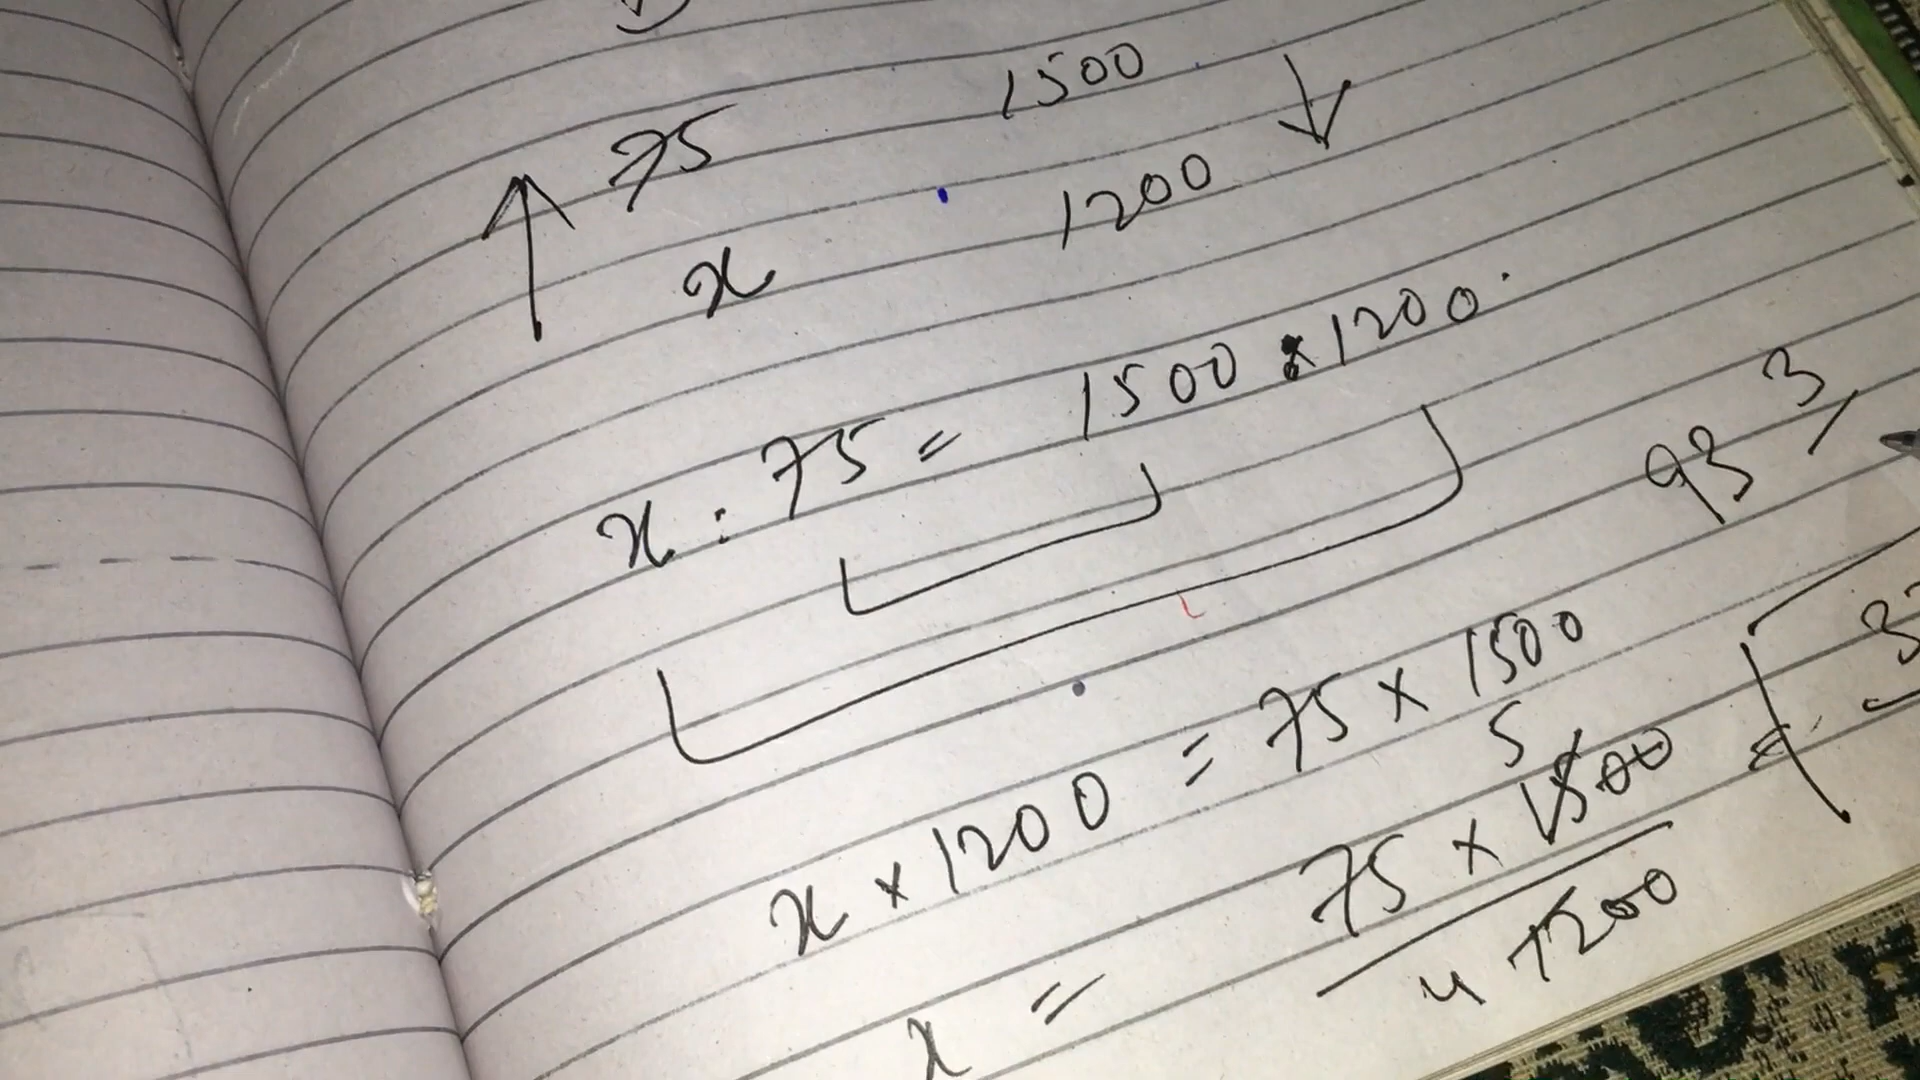 75 1500
x 1200
x : 75 = 1500 : 1200
93 3/
x × 1200 = 75 × 1500
5
x = 75 × 1500
4 1200